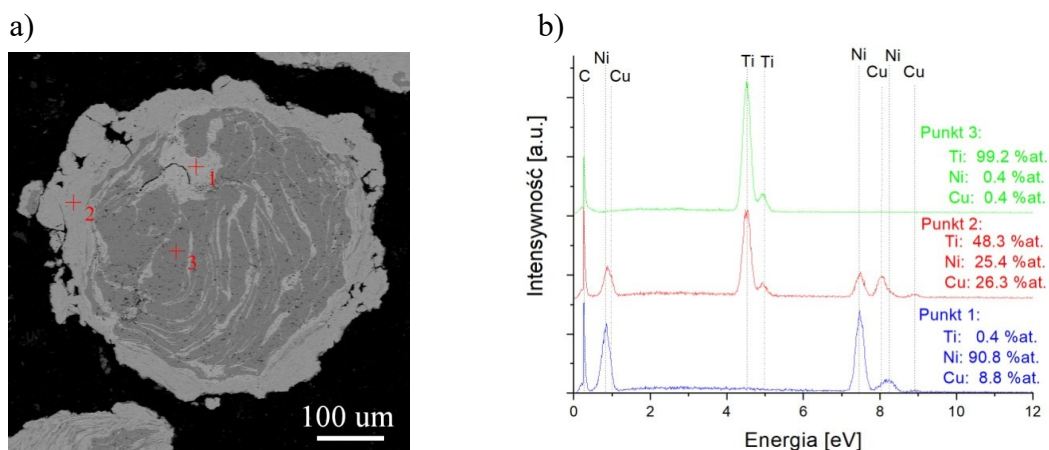 a)
1
2
3
100 um
b)
C Ni Cu Ti Ti Ni Cu Ni Cu
Punkt 3:
Ti: 99.2 %at.
Ni: 0.4 %at.
Cu: 0.4 %at.
Punkt 2:
Ti: 48.3 %at.
Ni: 25.4 %at.
Cu: 26.3 %at.
Punkt 1:
Ti: 0.4 %at.
Ni: 90.8 %at.
Cu: 8.8 %at.
Intensywność [a.u.]
0 2 4 6 8 10 12
Energia [eV]